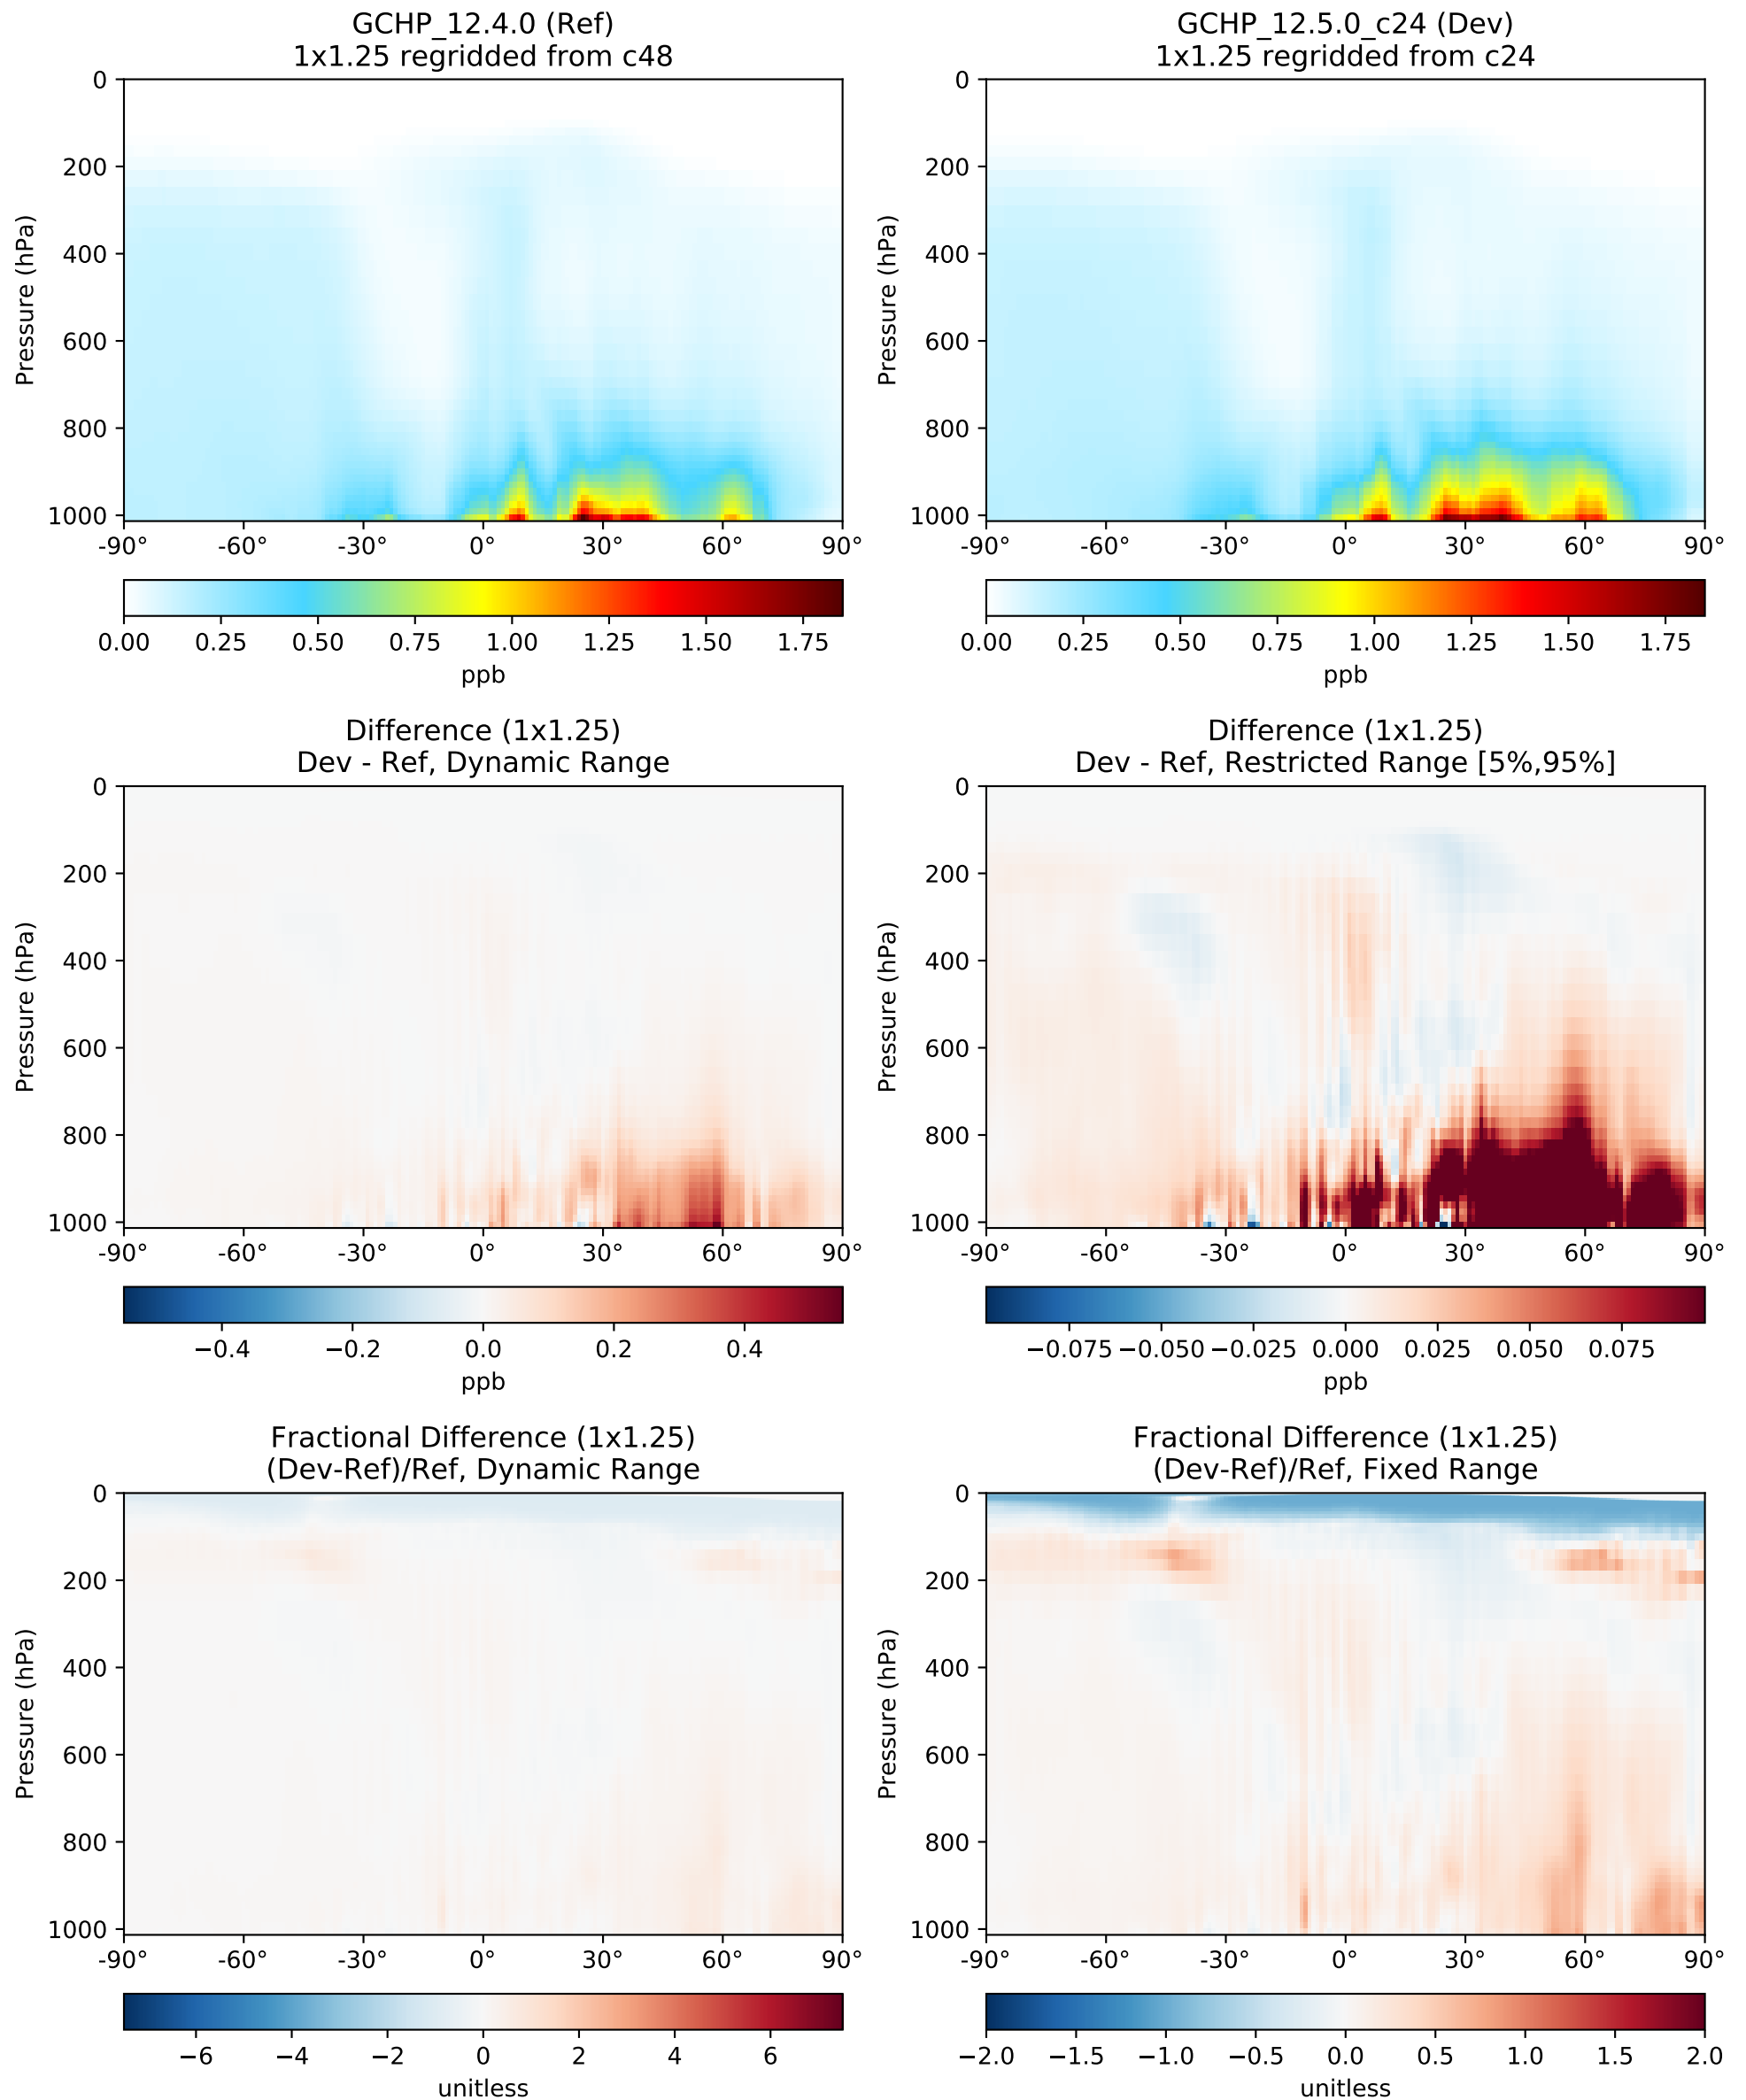 GCHP_12.4.0 (Ref)
1x1.25 regridded from c48
0
200
400
600
800
1000
Pressure (hPa)
-90° -60° -30° 0° 30° 60° 90°
0.00 0.25 0.50 0.75 1.00 1.25 1.50 1.75
ppb
GCHP_12.5.0_c24 (Dev)
1x1.25 regridded from c24
0
200
400
600
800
1000
Pressure (hPa)
-90° -60° -30° 0° 30° 60° 90°
0.00 0.25 0.50 0.75 1.00 1.25 1.50 1.75
ppb
Difference (1x1.25)
Dev - Ref, Dynamic Range
0
200
400
600
800
1000
Pressure (hPa)
-90° -60° -30° 0° 30° 60° 90°
−0.4 −0.2 0.0 0.2 0.4
ppb
Difference (1x1.25)
Dev - Ref, Restricted Range [5%,95%]
0
200
400
600
800
1000
Pressure (hPa)
-90° -60° -30° 0° 30° 60° 90°
−0.075 −0.050 −0.025 0.000 0.025 0.050 0.075
ppb
Fractional Difference (1x1.25)
(Dev-Ref)/Ref, Dynamic Range
0
200
400
600
800
1000
Pressure (hPa)
-90° -60° -30° 0° 30° 60° 90°
−6 −4 −2 0 2 4 6
unitless
Fractional Difference (1x1.25)
(Dev-Ref)/Ref, Fixed Range
0
200
400
600
800
1000
Pressure (hPa)
-90° -60° -30° 0° 30° 60° 90°
−2.0 −1.5 −1.0 −0.5 0.0 0.5 1.0 1.5 2.0
unitless